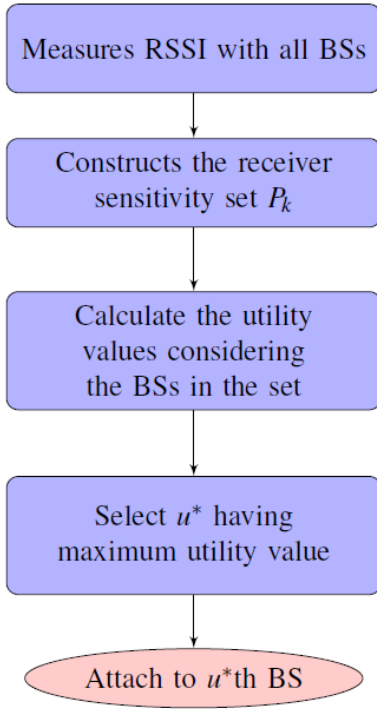 Measures RSSI with all BSs
Constructs the receiver
sensitivity set P_k
Calculate the utility
values considering
the BSs in the set
Select u* having
maximum utility value
Attach to u*th BS